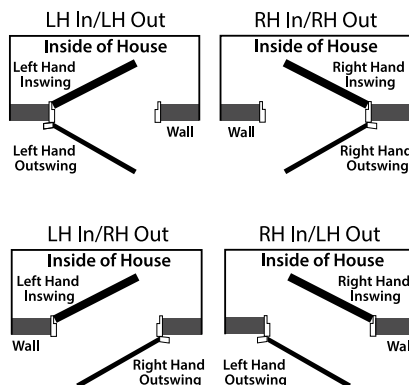 LH In/LH Out
Inside of House
Left Hand
Inswing
Wall
Left Hand
Outswing
RH In/RH Out
Inside of House
Right Hand
Inswing
Wall
Right Hand
Outswing
LH In/RH Out
Inside of House
Left Hand
Inswing
Wall
Right Hand
Outswing
RH In/LH Out
Inside of House
Right Hand
Inswing
Wall
Left Hand
Outswing